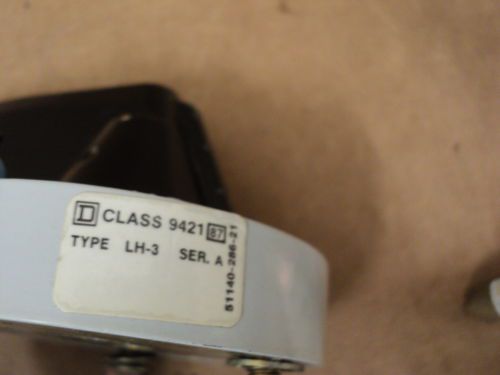 D CLASS 9421 87
TYPE LH-3 SER. A
51140-286-21